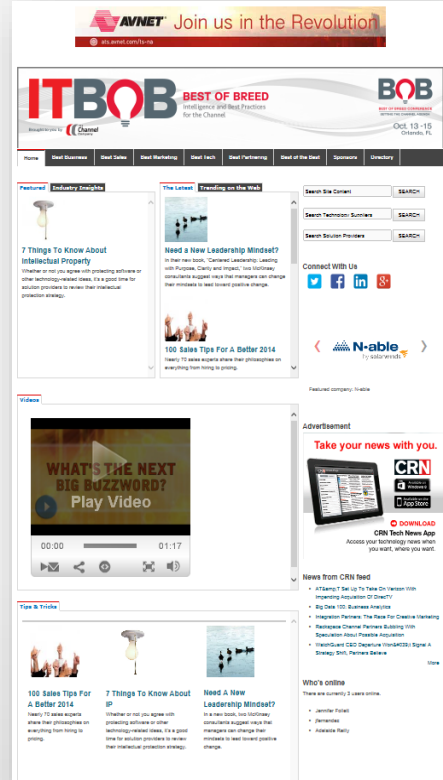 AVNET Join us in the Revolution
ats.avnet.com/ts-na
ITBOB BEST OF BREED
Intelligence and Best Practices
for the Channel
Brought to you by The Channel Company
BOB
BEST OF BREED CONFERENCE
Oct. 13 -15
Orlando, FL
Home Best Business Best Sales Best Marketing Best Tech Best Partnering Best of the Best Sponsors Directory
Featured Industry Insights
7 Things To Know About
Intellectual Property
Whether or not you agree with protecting software or
other technology-related ideas, it's a good time for
solution providers to review their intellectual
protection strategy.
The Latest Trending on the Web
Need a New Leadership Mindset?
In their new book, "Centered Leadership: Leading
with Purpose, Clarity and Impact," two McKinsey
consultants suggest ways that managers can change
their mindsets to lead toward positive change.
100 Sales Tips For A Better 2014
Nearly 70 sales experts share their philosophies on
everything from hiring to pricing.
Search Site Content SEARCH
Search Technology Suppliers SEARCH
Search Solution Providers SEARCH
Connect With Us
N-able
by solarwinds
Featured company: N-able
Videos
WHAT'S THE NEXT
BIG BUZZWORD?
Play Video
00:00 01:17
Advertisement
Take your news with you.
CRN
Available on
Windows 8
Available on the
App Store
DOWNLOAD
CRN Tech News App
Access your technology news when
you want, where you want.
News from CRN feed
AT&amp;T Set Up To Take On Verizon With
Impending Acquisition Of DirecTV
Big Data 100: Business Analytics
Integration Partners: The Race For Creative Marketing
Rackspace Channel Partners Buzzing With
Speculation About Possible Acquisition
WatchGuard CEO Departure Won&#039;t Signal A
Strategy Shift, Partners Believe
More
Who's online
There are currently 3 users online.
Jennifer Follett
jfernandes
Adelaide Reilly
Tips & Tricks
100 Sales Tips For
A Better 2014
Nearly 70 sales experts
share their philosophies on
everything from hiring to
pricing.
7 Things To Know About
IP
Whether or not you agree with
protecting software or other
technology-related ideas, it's a good
time for solution providers to review
their intellectual protection strategy.
Need A New
Leadership Mindset?
In a new book, two McKinsey
consultants suggest ways that
managers can change their
mindsets to lead toward positive
change.